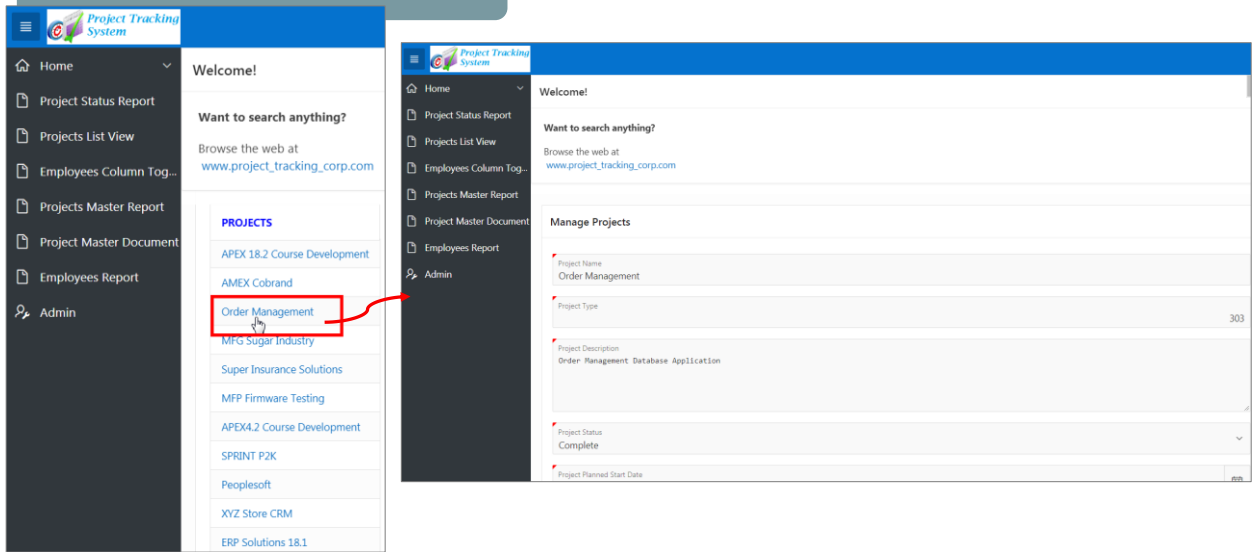 Project Tracking
System
Home
Project Status Report
Projects List View
Employees Column Tog...
Projects Master Report
Project Master Document
Employees Report
Admin
Welcome!
Want to search anything?
Browse the web at
www.project_tracking_corp.com
PROJECTS
APEX 18.2 Course Development
AMEX Cobrand
Order Management
MFG Sugar Industry
Super Insurance Solutions
MFP Firmware Testing
APEX4.2 Course Development
SPRINT P2K
Peoplesoft
XYZ Store CRM
ERP Solutions 18.1
Project Tracking
System
Home
Project Status Report
Projects List View
Employees Column Tog...
Projects Master Report
Project Master Document
Employees Report
Admin
Welcome!
Want to search anything?
Browse the web at
www.project_tracking_corp.com
Manage Projects
Project Name
Order Management
Project Type
303
Project Description
Order Management Database Application
Project Status
Complete
Project Planned Start Date